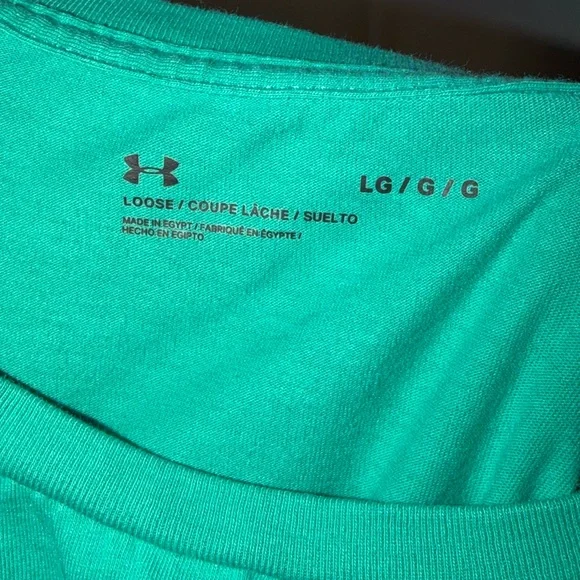 LG / G / G
LOOSE / COUPE LÂCHE / SUELTO
MADE IN EGYPT / FABRIQUÉ EN ÉGYPTE /
HECHO EN EGIPTO